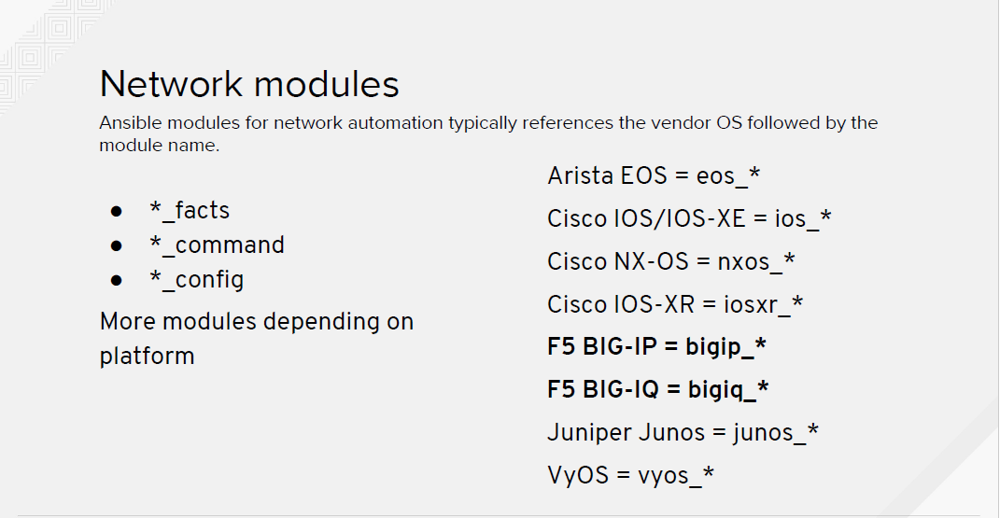 Network modules
Ansible modules for network automation typically references the vendor OS followed by the
module name.
● *_facts
● *_command
● *_config
More modules depending on
platform
Arista EOS = eos_*
Cisco IOS/IOS-XE = ios_*
Cisco NX-OS = nxos_*
Cisco IOS-XR = iosxr_*
F5 BIG-IP = bigip_*
F5 BIG-IQ = bigiq_*
Juniper Junos = junos_*
VyOS = vyos_*